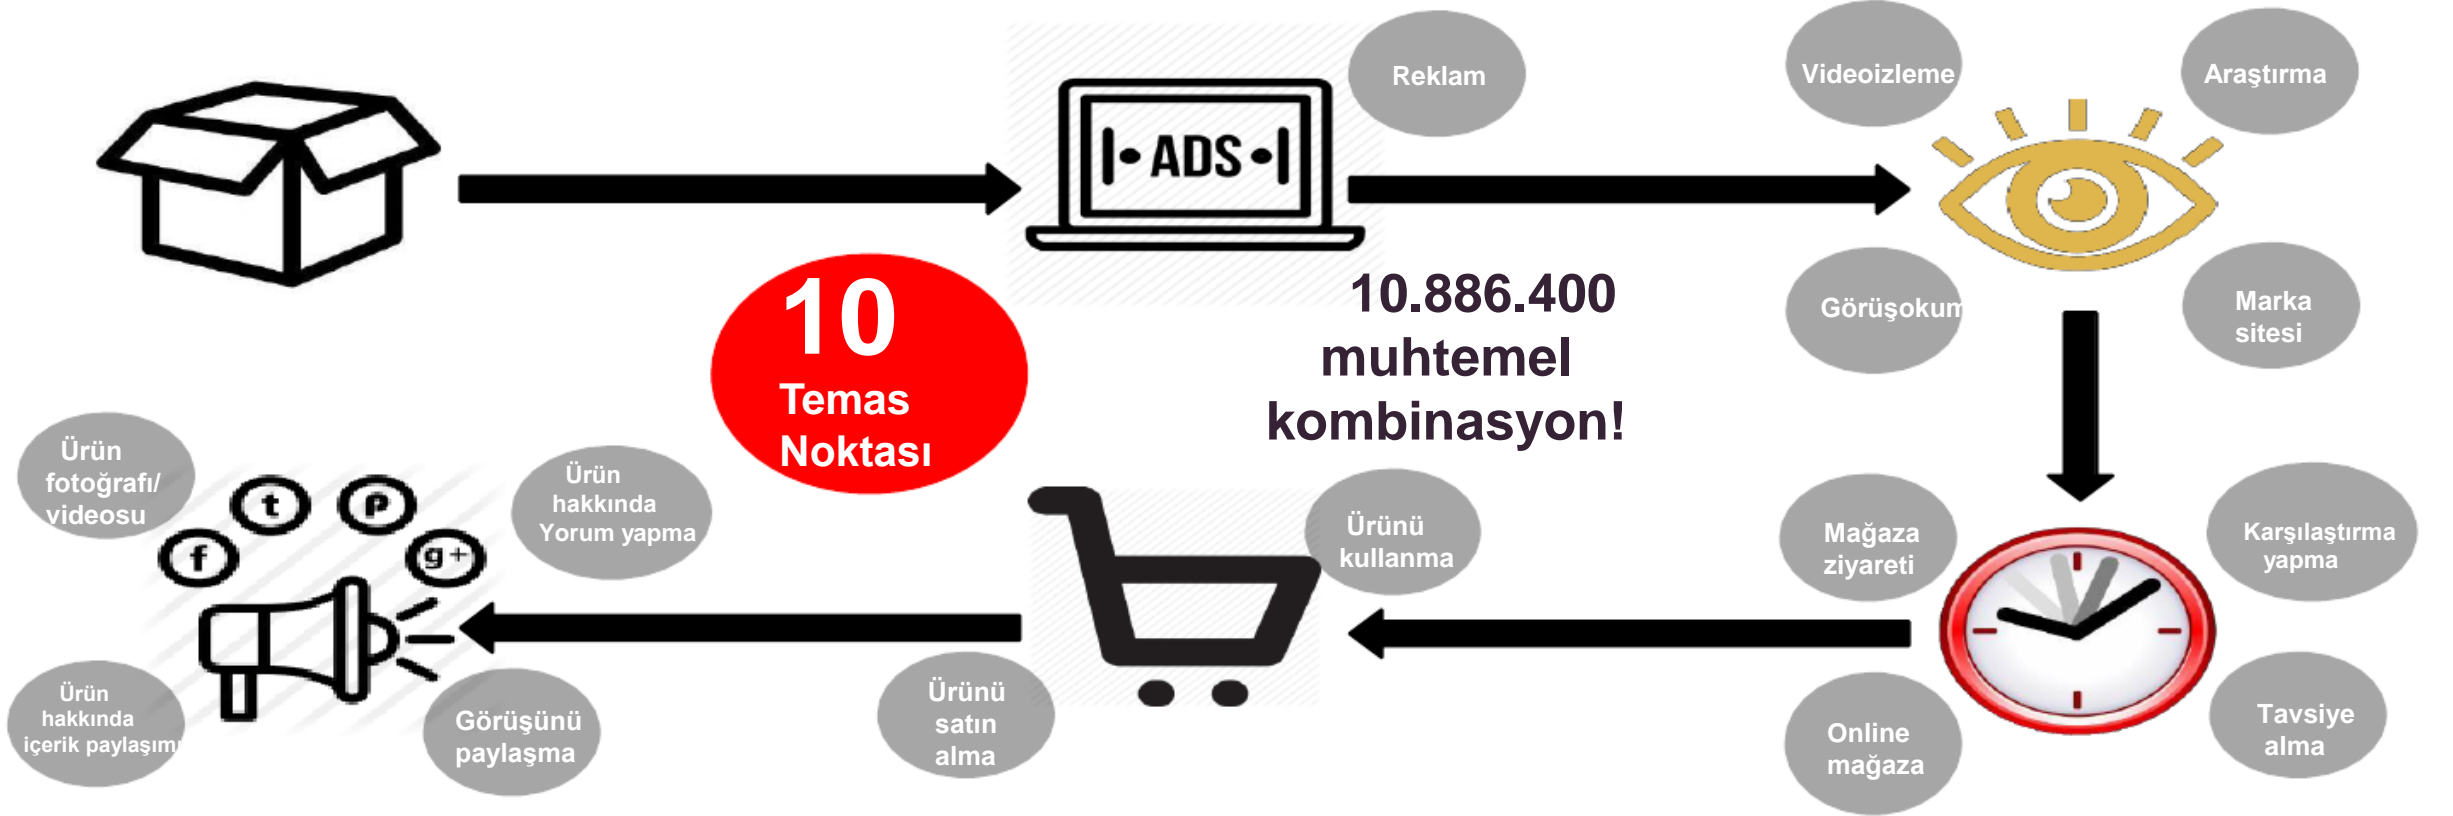 Reklam
Videoizleme
Araştırma
|• ADS •|
10
Temas
Noktası
10.886.400
muhtemel
kombinasyon!
Görüşokum
Marka
sitesi
Ürün
fotoğrafı/
videosu
t
P
f
g+
Ürün
hakkında
Yorum yapma
Ürünü
kullanma
Mağaza
ziyareti
Karşılaştırma
yapma
Ürün
hakkında
içerik paylaşımı
Görüşünü
paylaşma
Ürünü
satın
alma
Online
mağaza
Tavsiye
alma